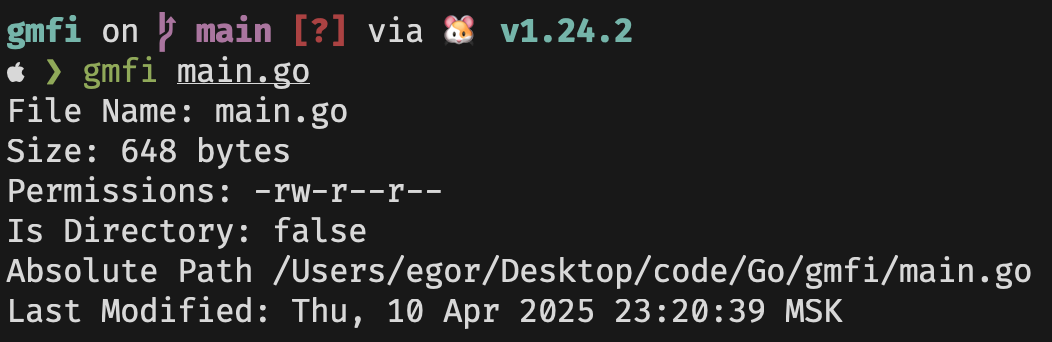 gmfi on main [?] via 🐹 v1.24.2
❯ gmfi main.go
File Name: main.go
Size: 648 bytes
Permissions: -rw-r--r--
Is Directory: false
Absolute Path /Users/egor/Desktop/code/Go/gmfi/main.go
Last Modified: Thu, 10 Apr 2025 23:20:39 MSK